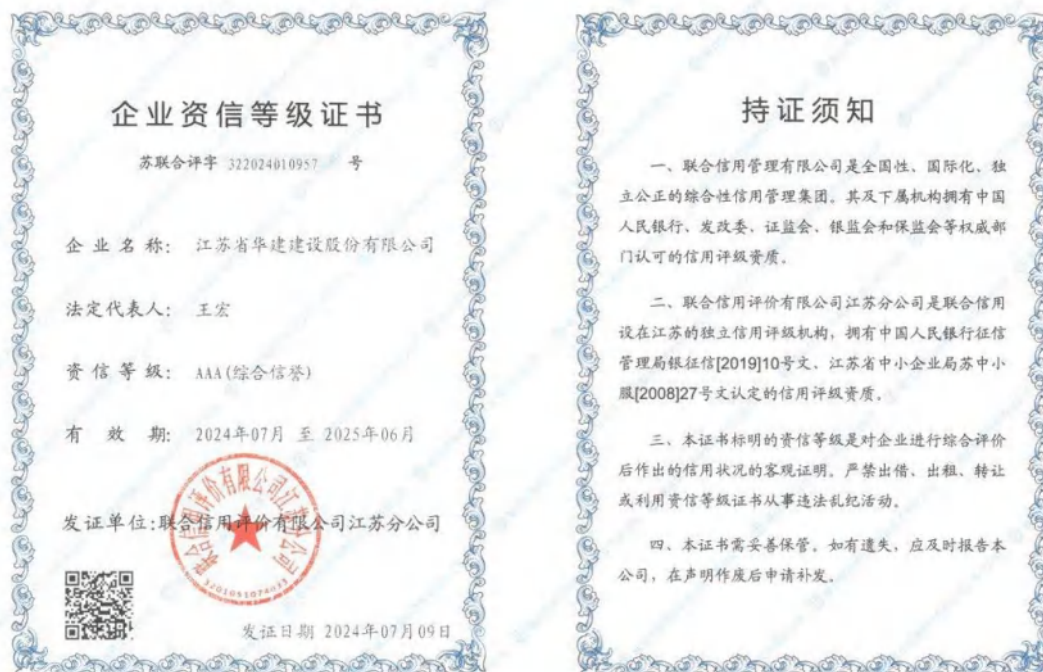 企业资信等级证书
苏联合评字 322024010957 号
企业名称: 江苏省华建建设股份有限公司
法定代表人: 王宏
资信等级: AAA(综合信誉)
有效期: 2024年07月 至 2025年06月
发证单位:联合信用评价有限公司江苏分公司
联合信用评价有限公司江苏分公司
3201051074033
发证日期 2024年07月09日
持证须知
一、联合信用管理有限公司是全国性、国际化、独
立公正的综合性信用管理集团。其及下属机构拥有中国
人民银行、发改委、证监会、银监会和保监会等权威部
门认可的信用评级资质。
二、联合信用评价有限公司江苏分公司是联合信用
设在江苏的独立信用评级机构，拥有中国人民银行征信
管理局银征信[2019]10号文、江苏省中小企业局苏中小
服[2008]27号文认定的信用评级资质。
三、本证书标明的资信等级是对企业进行综合评价
后作出的信用状况的客观证明。严禁出借、出租、转让
或利用资信等级证书从事违法乱纪活动。
四、本证书需妥善保管。如有遗失，应及时报告本
公司，在声明作废后申请补发。